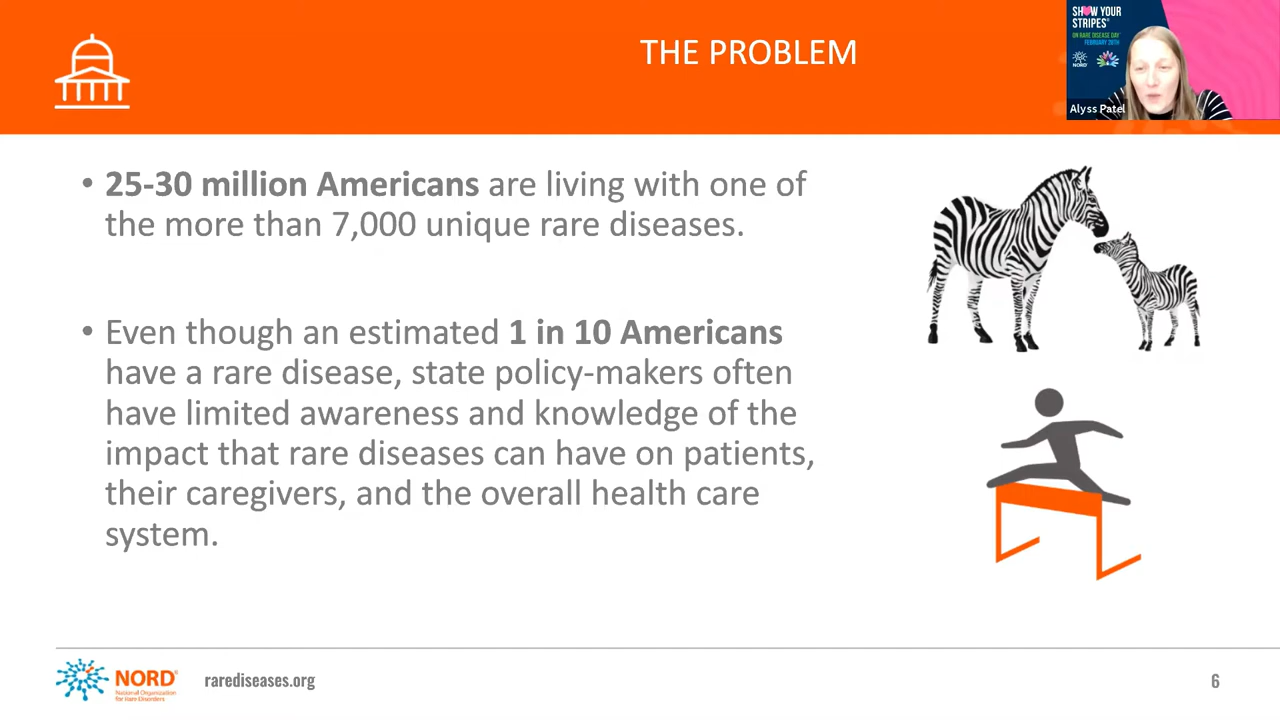 THE PROBLEM
SHOW YOUR
STRIPES®
ON RARE DISEASE DAY®
FEBRUARY 28TH
NORD
Alyss Patel
• 25-30 million Americans are living with one of
the more than 7,000 unique rare diseases.
• Even though an estimated 1 in 10 Americans
have a rare disease, state policy-makers often
have limited awareness and knowledge of the
impact that rare diseases can have on patients,
their caregivers, and the overall health care
system.
NORD®
National Organization
for Rare Disorders
rarediseases.org
6